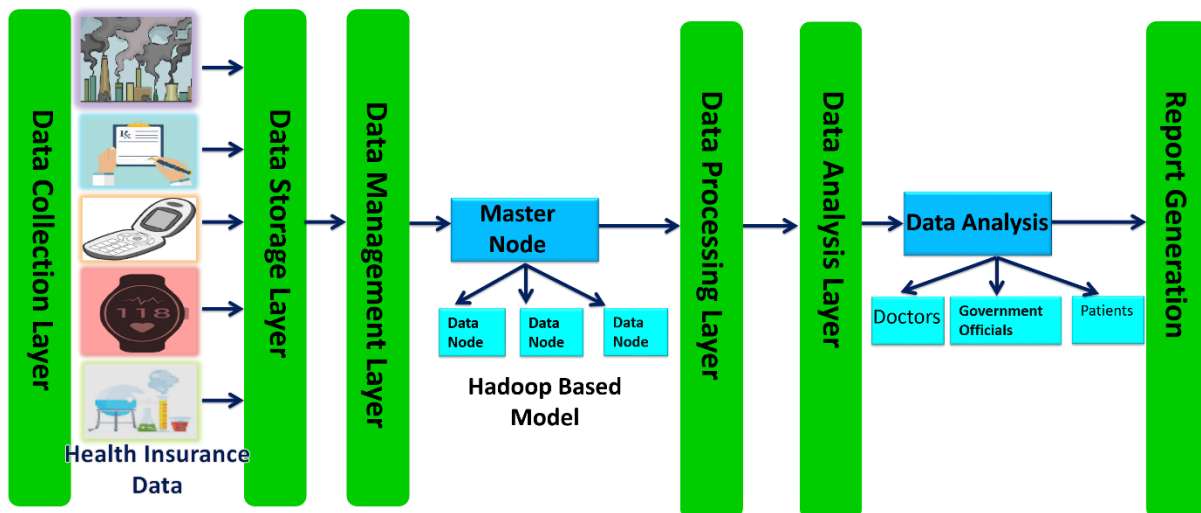 Data Collection Layer
118
Health Insurance
Data
Data Storage Layer
Data Management Layer
Master
Node
Data
Node
Data
Node
Data
Node
Hadoop Based
Model
Data Processing Layer
Data Analysis Layer
Data Analysis
Doctors
Government
Officials
Patients
Report Generation